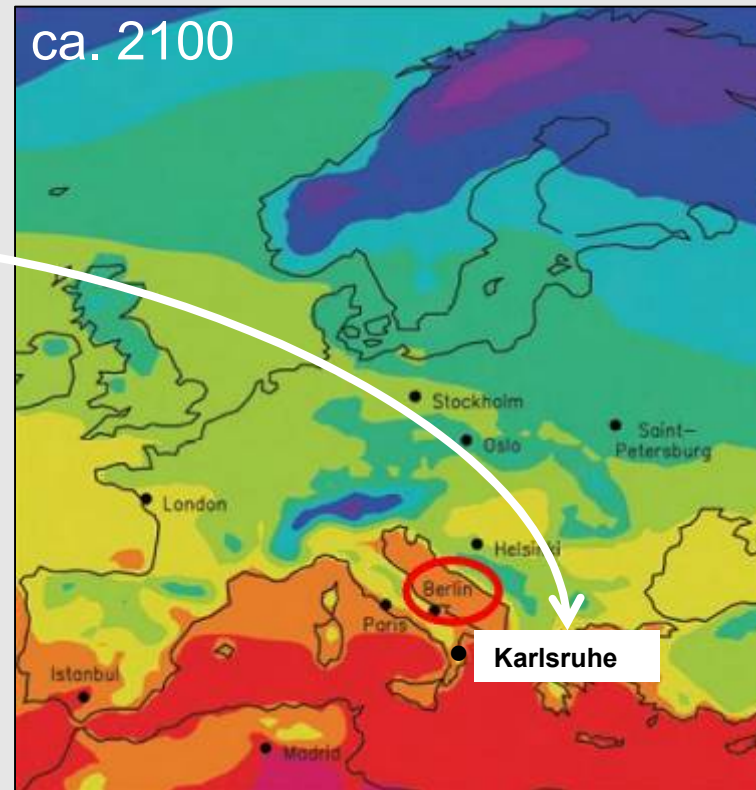 ca. 2100
Stockholm
Saint-
Petersburg
Oslo
London
Helsinki
Berlin
Paris
Karlsruhe
Istanbul
Madrid